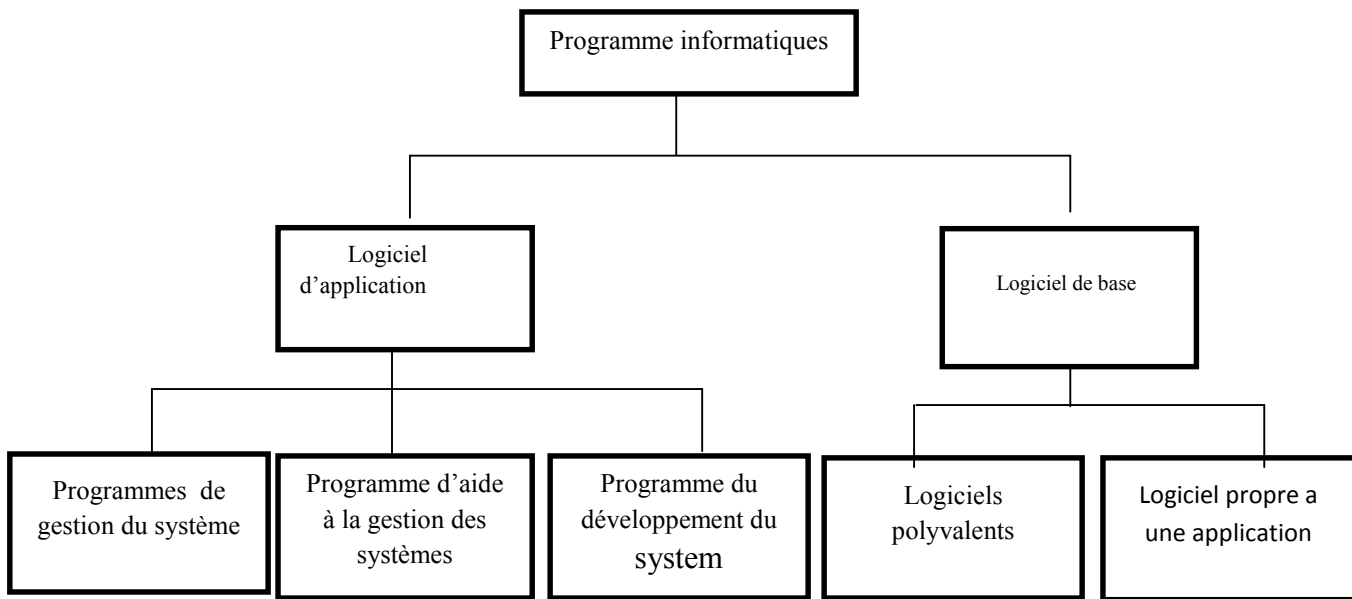 Programme informatiques
Logiciel
d’application
Logiciel de base
Programmes de
gestion du système
Programme d’aide
à la gestion des
systèmes
Programme du
développement du
system
Logiciels
polyvalents
Logiciel propre a
une application